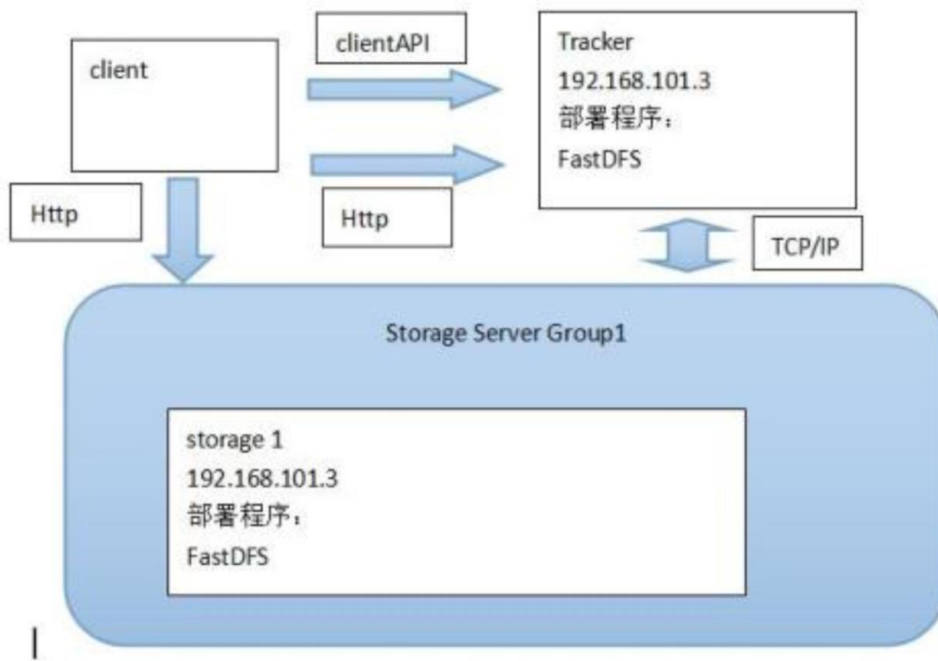 client
clientAPI
Tracker
192.168.101.3
部署程序：
FastDFS
Http
Http
TCP/IP
Storage Server Group1
storage 1
192.168.101.3
部署程序：
FastDFS